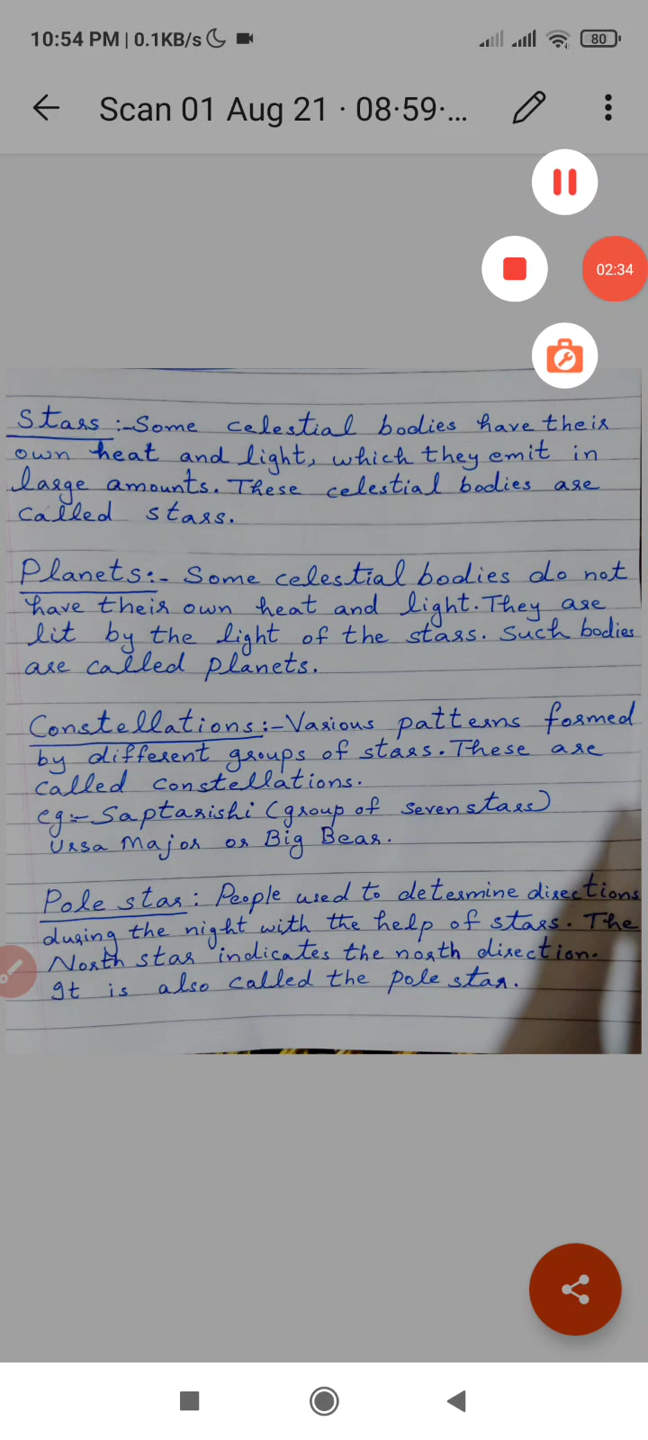 10:54 PM | 0.1KB/s
80
Scan 01 Aug 21 · 08·59·...
02:34
Stars :- Some celestial bodies have their
own heat and light, which they emit in
large amounts. These celestial bodies are
called stars.
Planets:- Some celestial bodies do not
have their own heat and light. They are
lit by the light of the stars. Such bodies
are called planets.
Constellations:- Various patterns formed
by different groups of stars. These are
called constellations.
eg:- Saptarishi (group of seven stars)
Ursa Major or Big Bear.
Pole star: People used to determine directions
during the night with the help of stars. The
North star indicates the north direction.
It is also called the pole star.